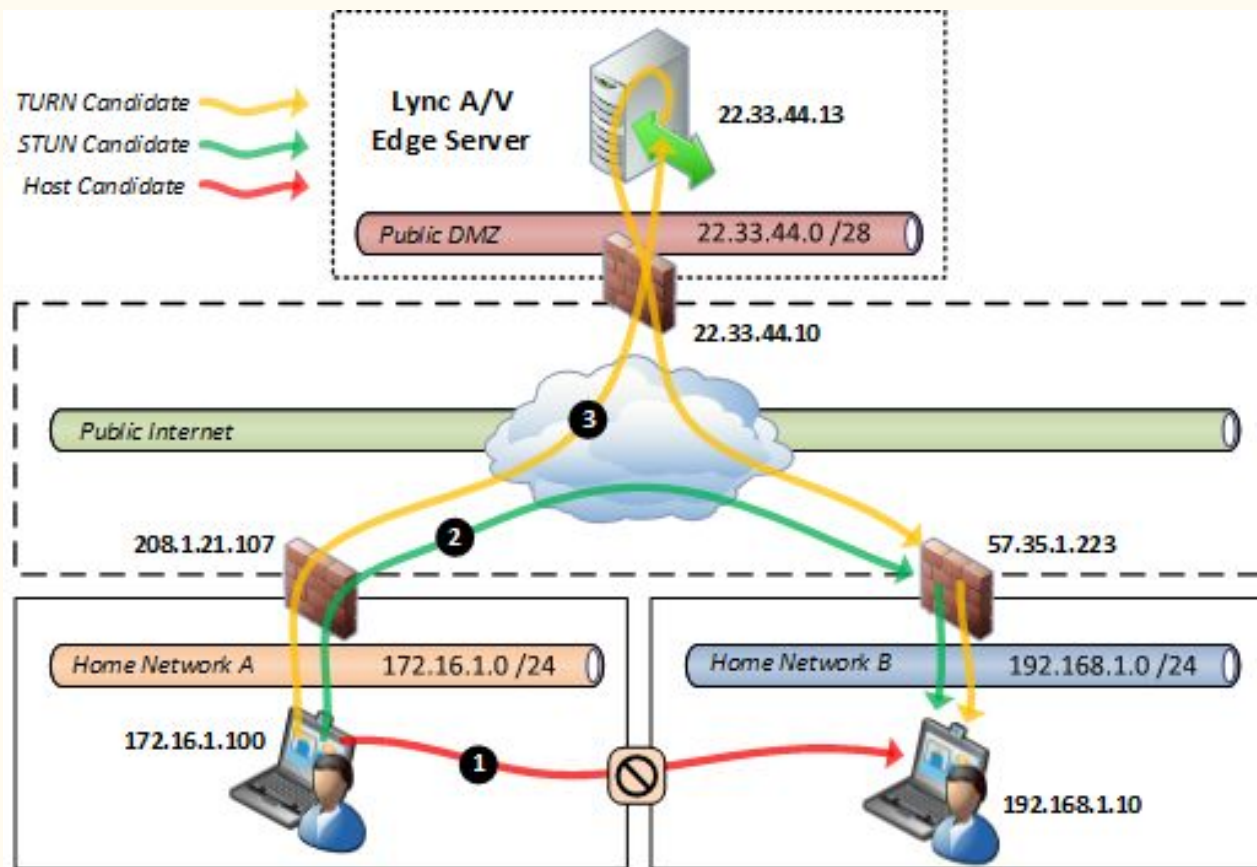 TURN Candidate
STUN Candidate
Host Candidate
Lync A/V
Edge Server
22.33.44.13
Public DMZ 22.33.44.0 /28
22.33.44.10
3
Public Internet
2
208.1.21.107
57.35.1.223
Home Network A 172.16.1.0 /24
Home Network B 192.168.1.0 /24
172.16.1.100
1
192.168.1.10